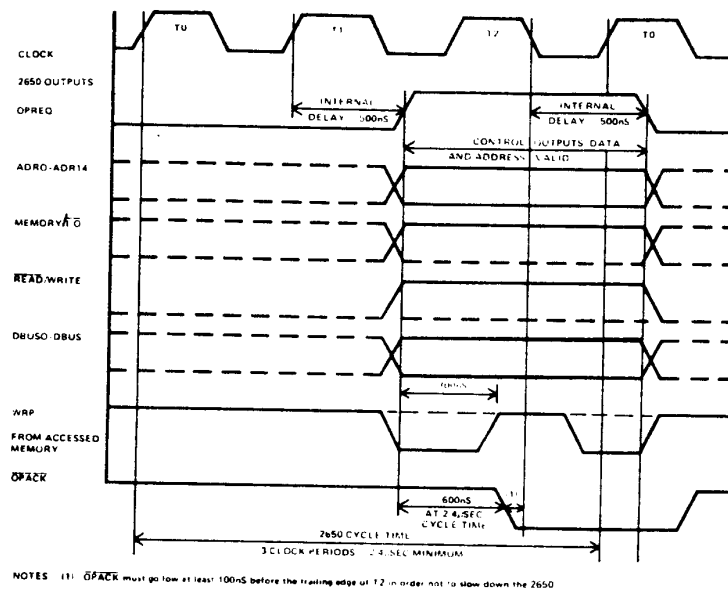 T0 T1 T2 T0
CLOCK
2650 OUTPUTS
OPREQ
INTERNAL INTERNAL
DELAY 500nS DELAY 500nS
CONTROL OUTPUTS DATA
AND ADDRESS VALID
ADR0-ADR14
MEMORY
READ/WRITE
DBUS0-DBUS
WRP
FROM ACCESSED
MEMORY
OPACK
600nS (1)
AT 2.4µSEC
CYCLE TIME
2650 CYCLE TIME
3 CLOCK PERIODS 2.4µSEC MINIMUM
NOTES (1) OPACK must go low at least 100nS before the trailing edge of T2 in order not to slow down the 2650